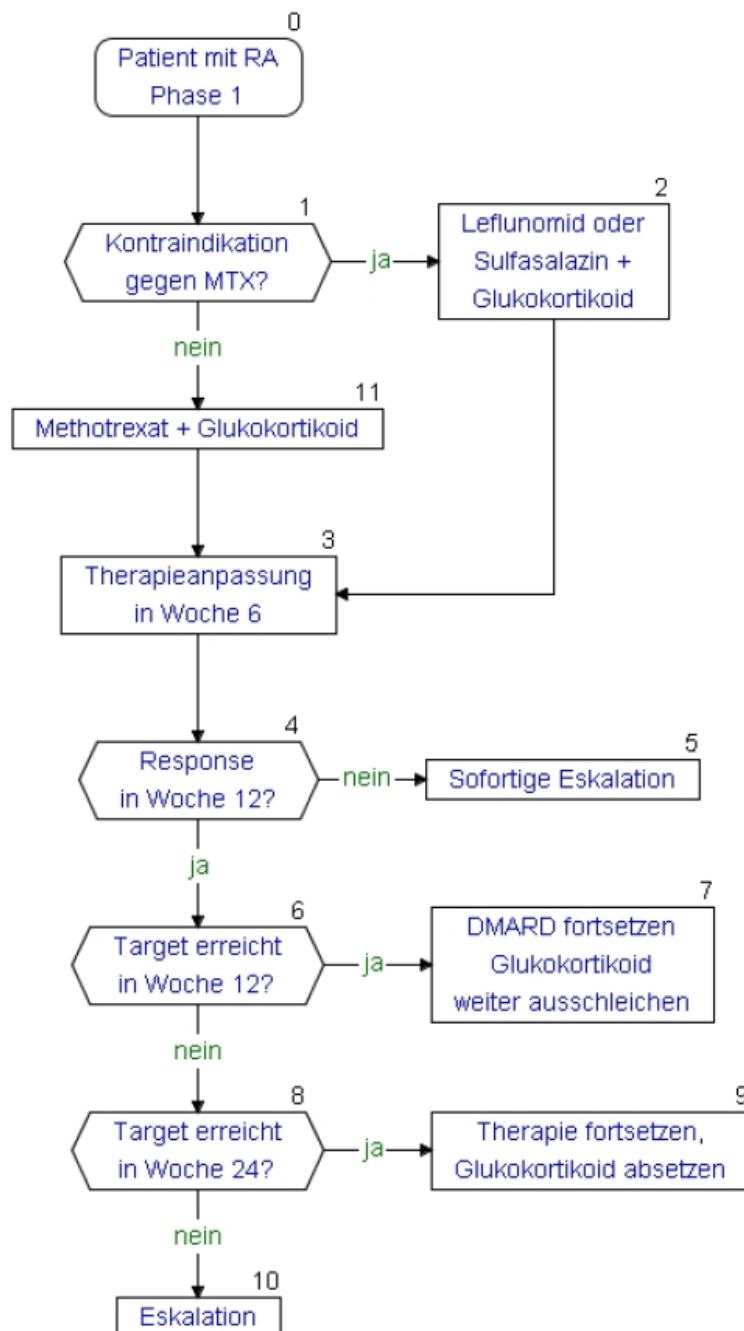 0
Patient mit RA
Phase 1
1
Kontraindikation
gegen MTX?
ja
2
Leflunomid oder
Sulfasalazin +
Glukokortikoid
nein
11
Methotrexat + Glukokortikoid
3
Therapieanpassung
in Woche 6
4
Response
in Woche 12?
nein
5
Sofortige Eskalation
ja
6
Target erreicht
in Woche 12?
ja
7
DMARD fortsetzen
Glukokortikoid
weiter ausschleichen
nein
8
Target erreicht
in Woche 24?
ja
9
Therapie fortsetzen,
Glukokortikoid absetzen
nein
10
Eskalation